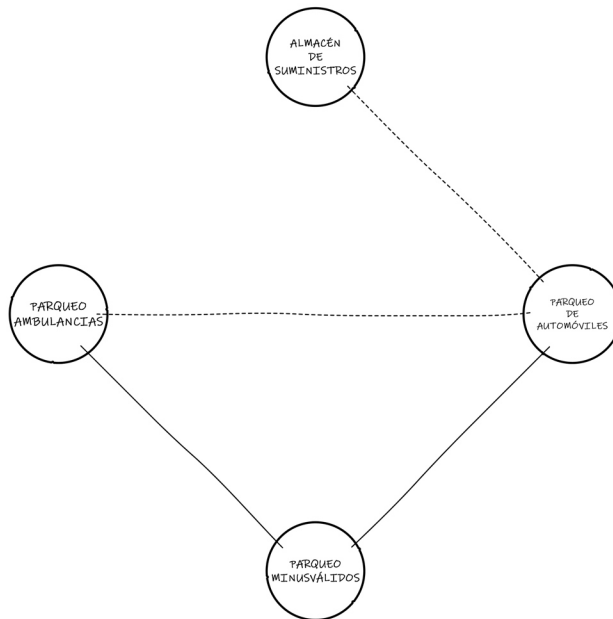 ALMACÉN
DE
SUMINISTROS
PARQUEO
AMBULANCIAS
PARQUEO
DE
AUTOMÓVILES
PARQUEO
MINUSVÁLIDOS